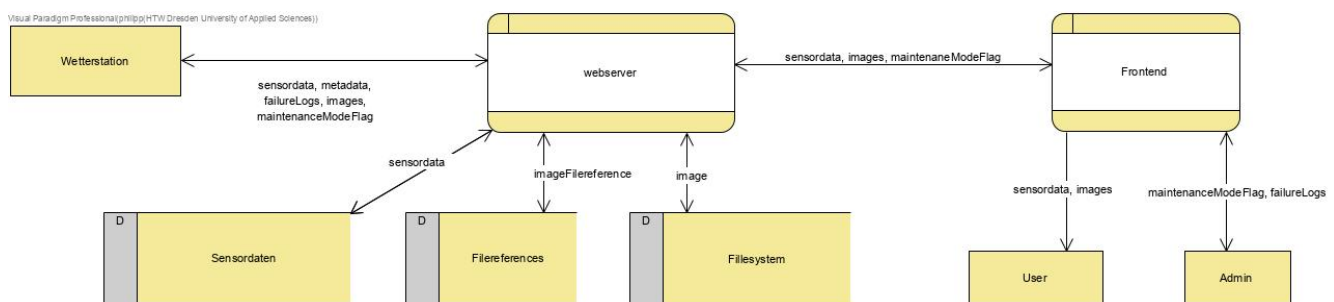 Visual Paradigm Professional(philipp(HTW Dresden University of Applied Sciences))
Wetterstation
webserver
Frontend
sensordata, metadata,
failureLogs, images,
maintenanceModeFlag
sensordata, images, maintenaneModeFlag
sensordata
imageFilereference
image
sensordata, images
maintenanceModeFlag, failureLogs
D
Sensordaten
D
Filereferences
D
Fillesystem
User
Admin